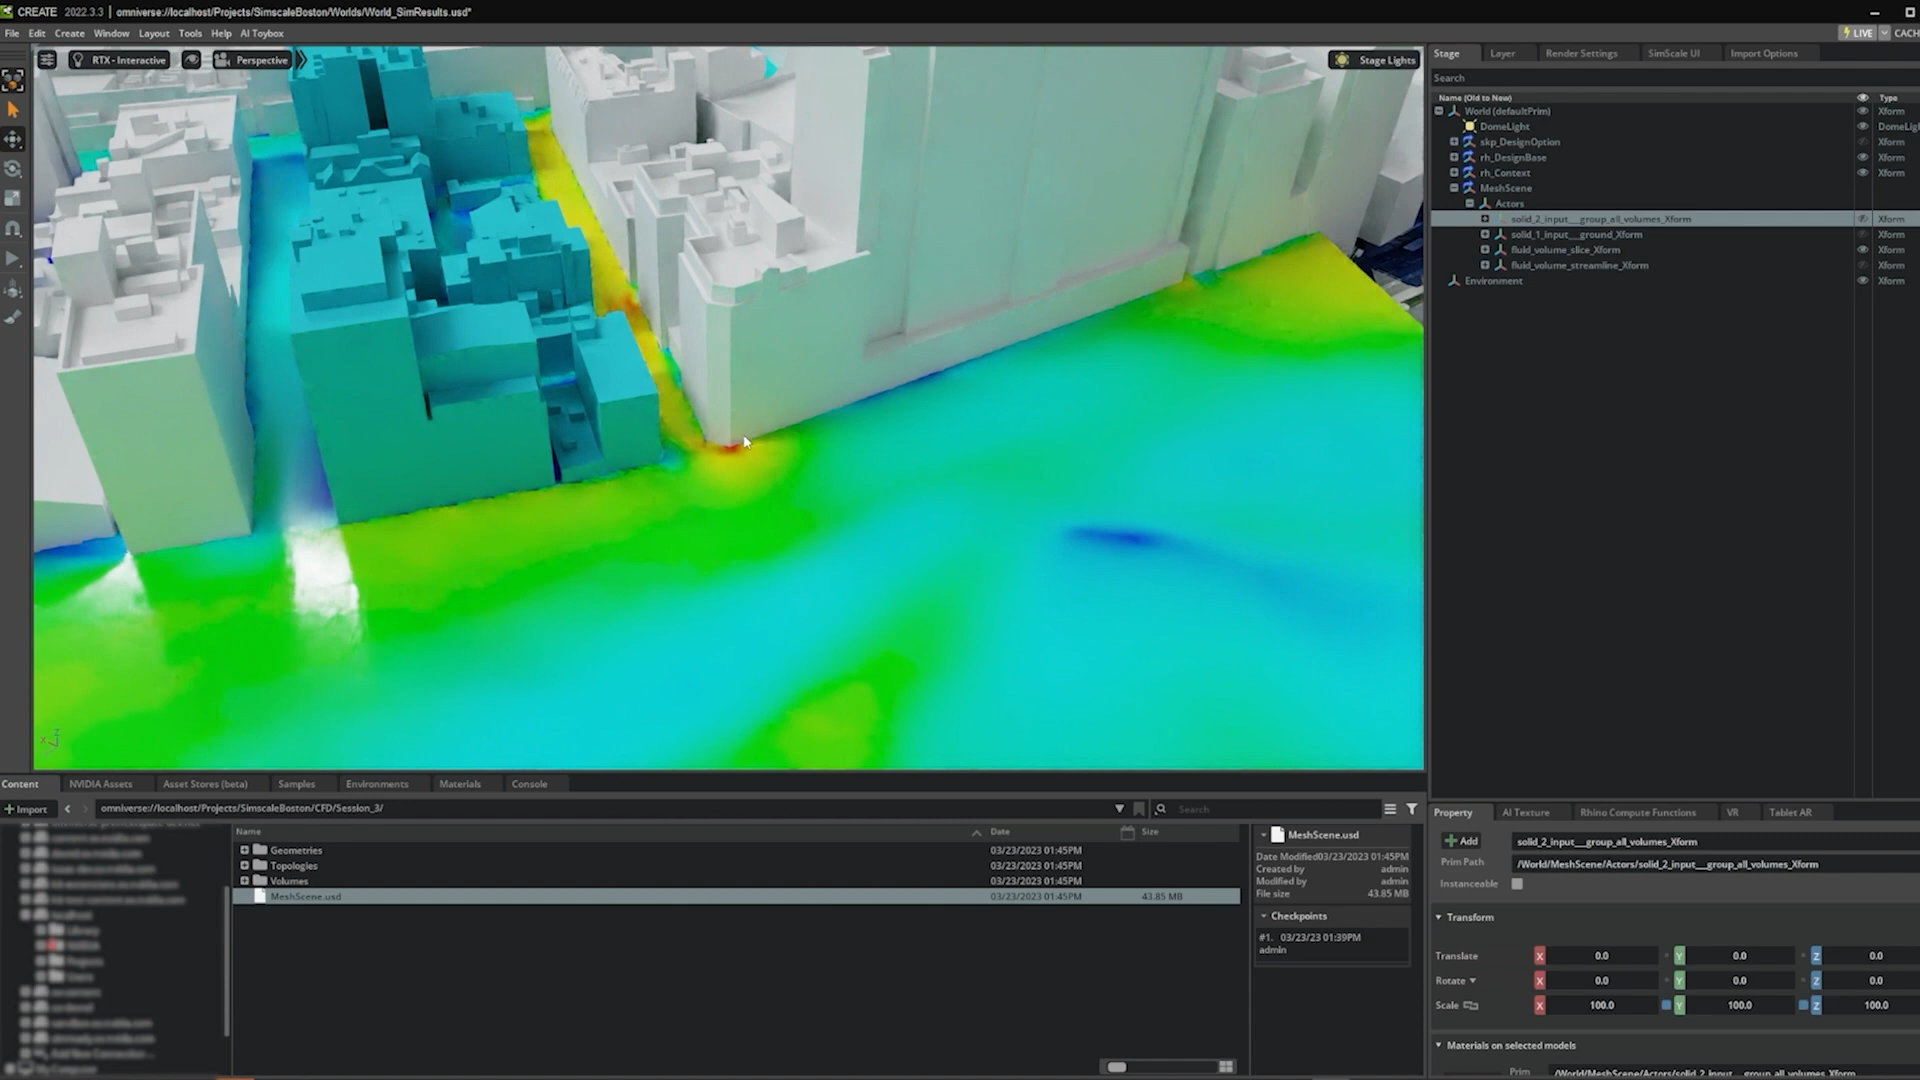 CREATE 2022.3.3 | omniverse://localhost/Projects/SimscaleBoston/Worlds/World_SimResults.usd*
File Edit Create Window Layout Tools Help AI Toybox
LIVE CACH
RTX - Interactive Perspective Stage Lights
Stage Layer Render Settings SimScale UI Import Options
Search
Name (Old to New) Type
World (defaultPrim) Xform
DomeLight DomeLig
skp_DesignOption Xform
rh_DesignBase Xform
rh_Context Xform
MeshScene
Actors
solid_2_input__group_all_volumes_Xform Xform
solid_1_input__ground_Xform Xform
fluid_volume_slice_Xform Xform
fluid_volume_streamline_Xform Xform
Environment Xform
Content NVIDIA Assets Asset Stores (beta) Samples Environments Materials Console
Import omniverse://localhost/Projects/SimscaleBoston/CFD/Session_3/ Search
Name Date Size
Geometries 03/23/2023 01:45PM
Topologies 03/23/2023 01:45PM
Volumes 03/23/2023 01:45PM
MeshScene.usd 03/23/2023 01:45PM 43.85 MB
MeshScene.usd
Date Modified 03/23/2023 01:45PM
Created by admin
Modified by admin
File size 43.85 MB
Checkpoints
#1. 03/23/23 01:39PM
admin
Property AI Texture Rhino Compute Functions VR Tablet AR
Add solid_2_input__group_all_volumes_Xform
Prim Path /World/MeshScene/Actors/solid_2_input__group_all_volumes_Xform
Instanceable
Transform
Translate X 0.0 Y 0.0 Z 0.0
Rotate X 0.0 Y 0.0 Z 0.0
Scale X 100.0 Y 100.0 Z 100.0
Materials on selected models
Prim /World/MeshScene/Actors/solid_2_input__group_all_volumes_Xform